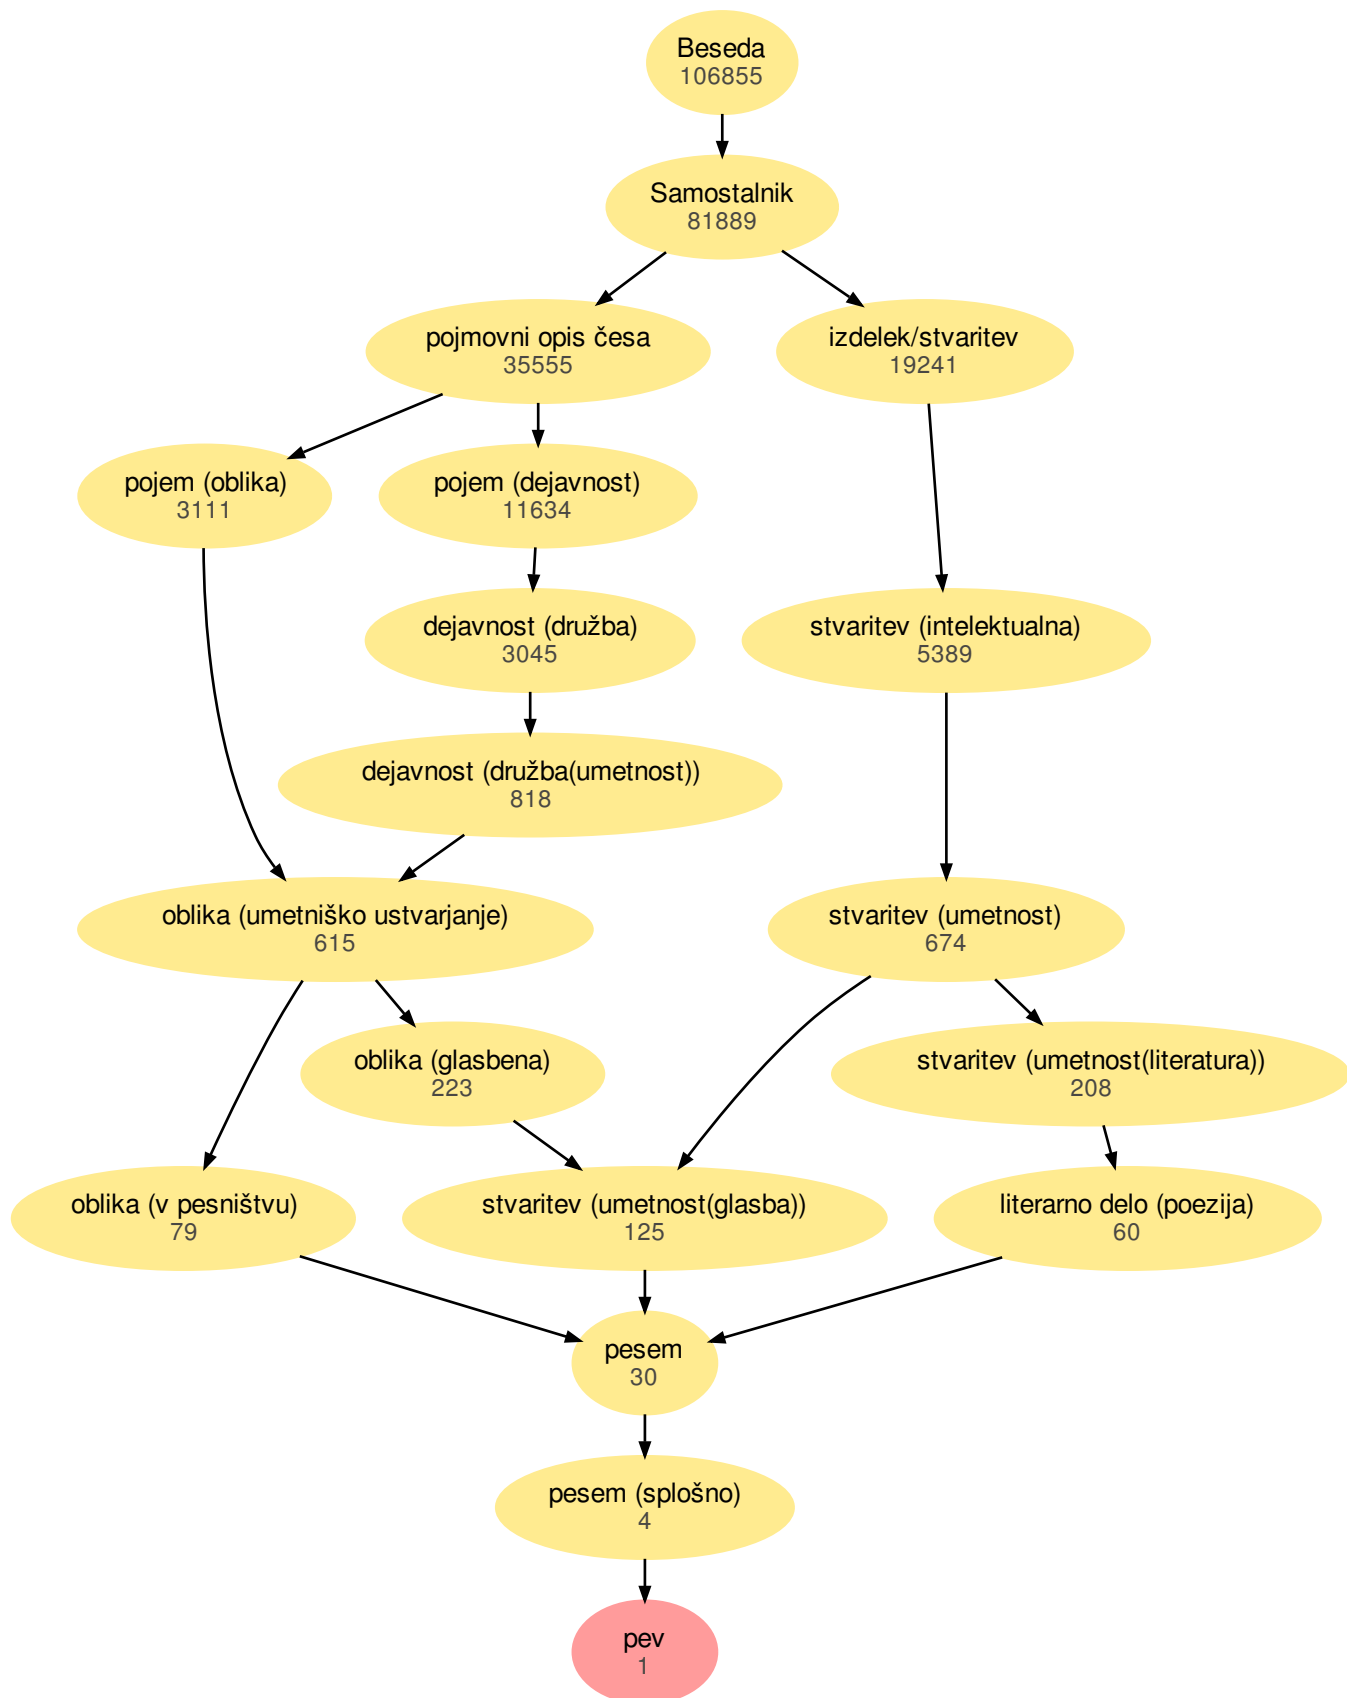 Beseda
106855
Samostalnik
81889
pojmovni opis česa
35555
izdelek/stvaritev
19241
pojem (oblika)
3111
pojem (dejavnost)
11634
dejavnost (družba)
3045
stvaritev (intelektualna)
5389
dejavnost (družba(umetnost))
818
oblika (umetniško ustvarjanje)
615
stvaritev (umetnost)
674
oblika (glasbena)
223
stvaritev (umetnost(literatura))
208
oblika (v pesništvu)
79
stvaritev (umetnost(glasba))
125
literarno delo (poezija)
60
pesem
30
pesem (splošno)
4
pev
1